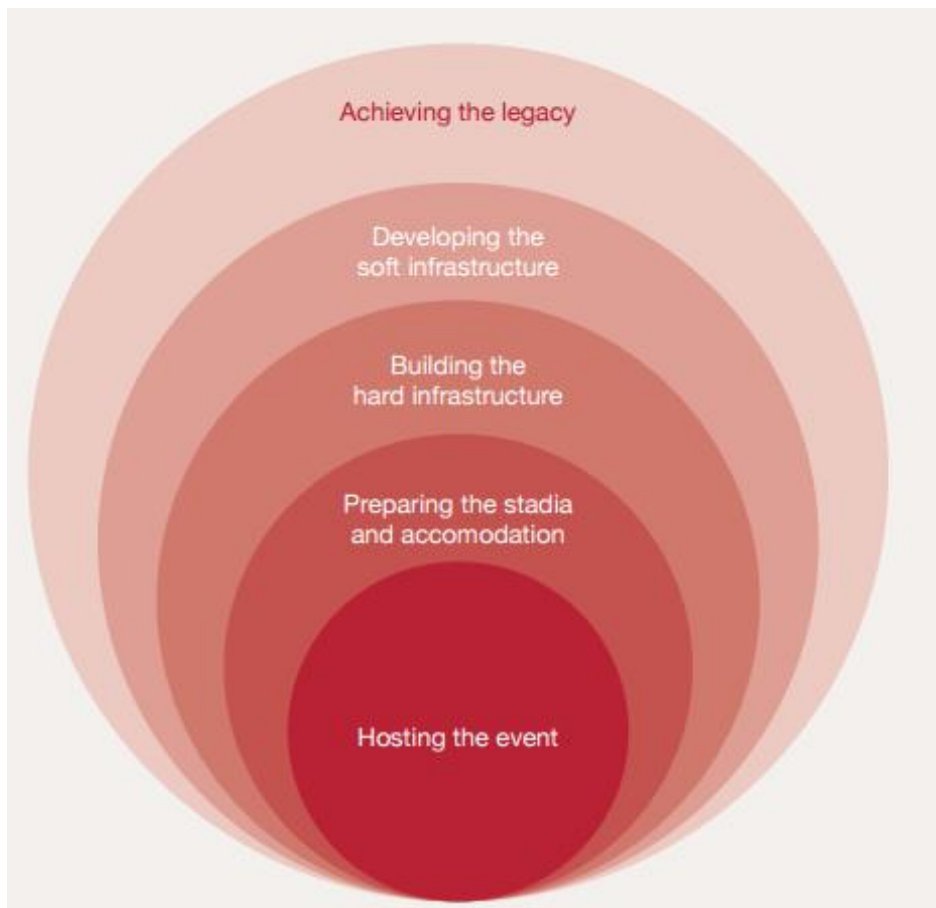 Achieving the legacy
Developing the
soft infrastructure
Building the
hard infrastructure
Preparing the stadia
and accomodation
Hosting the event